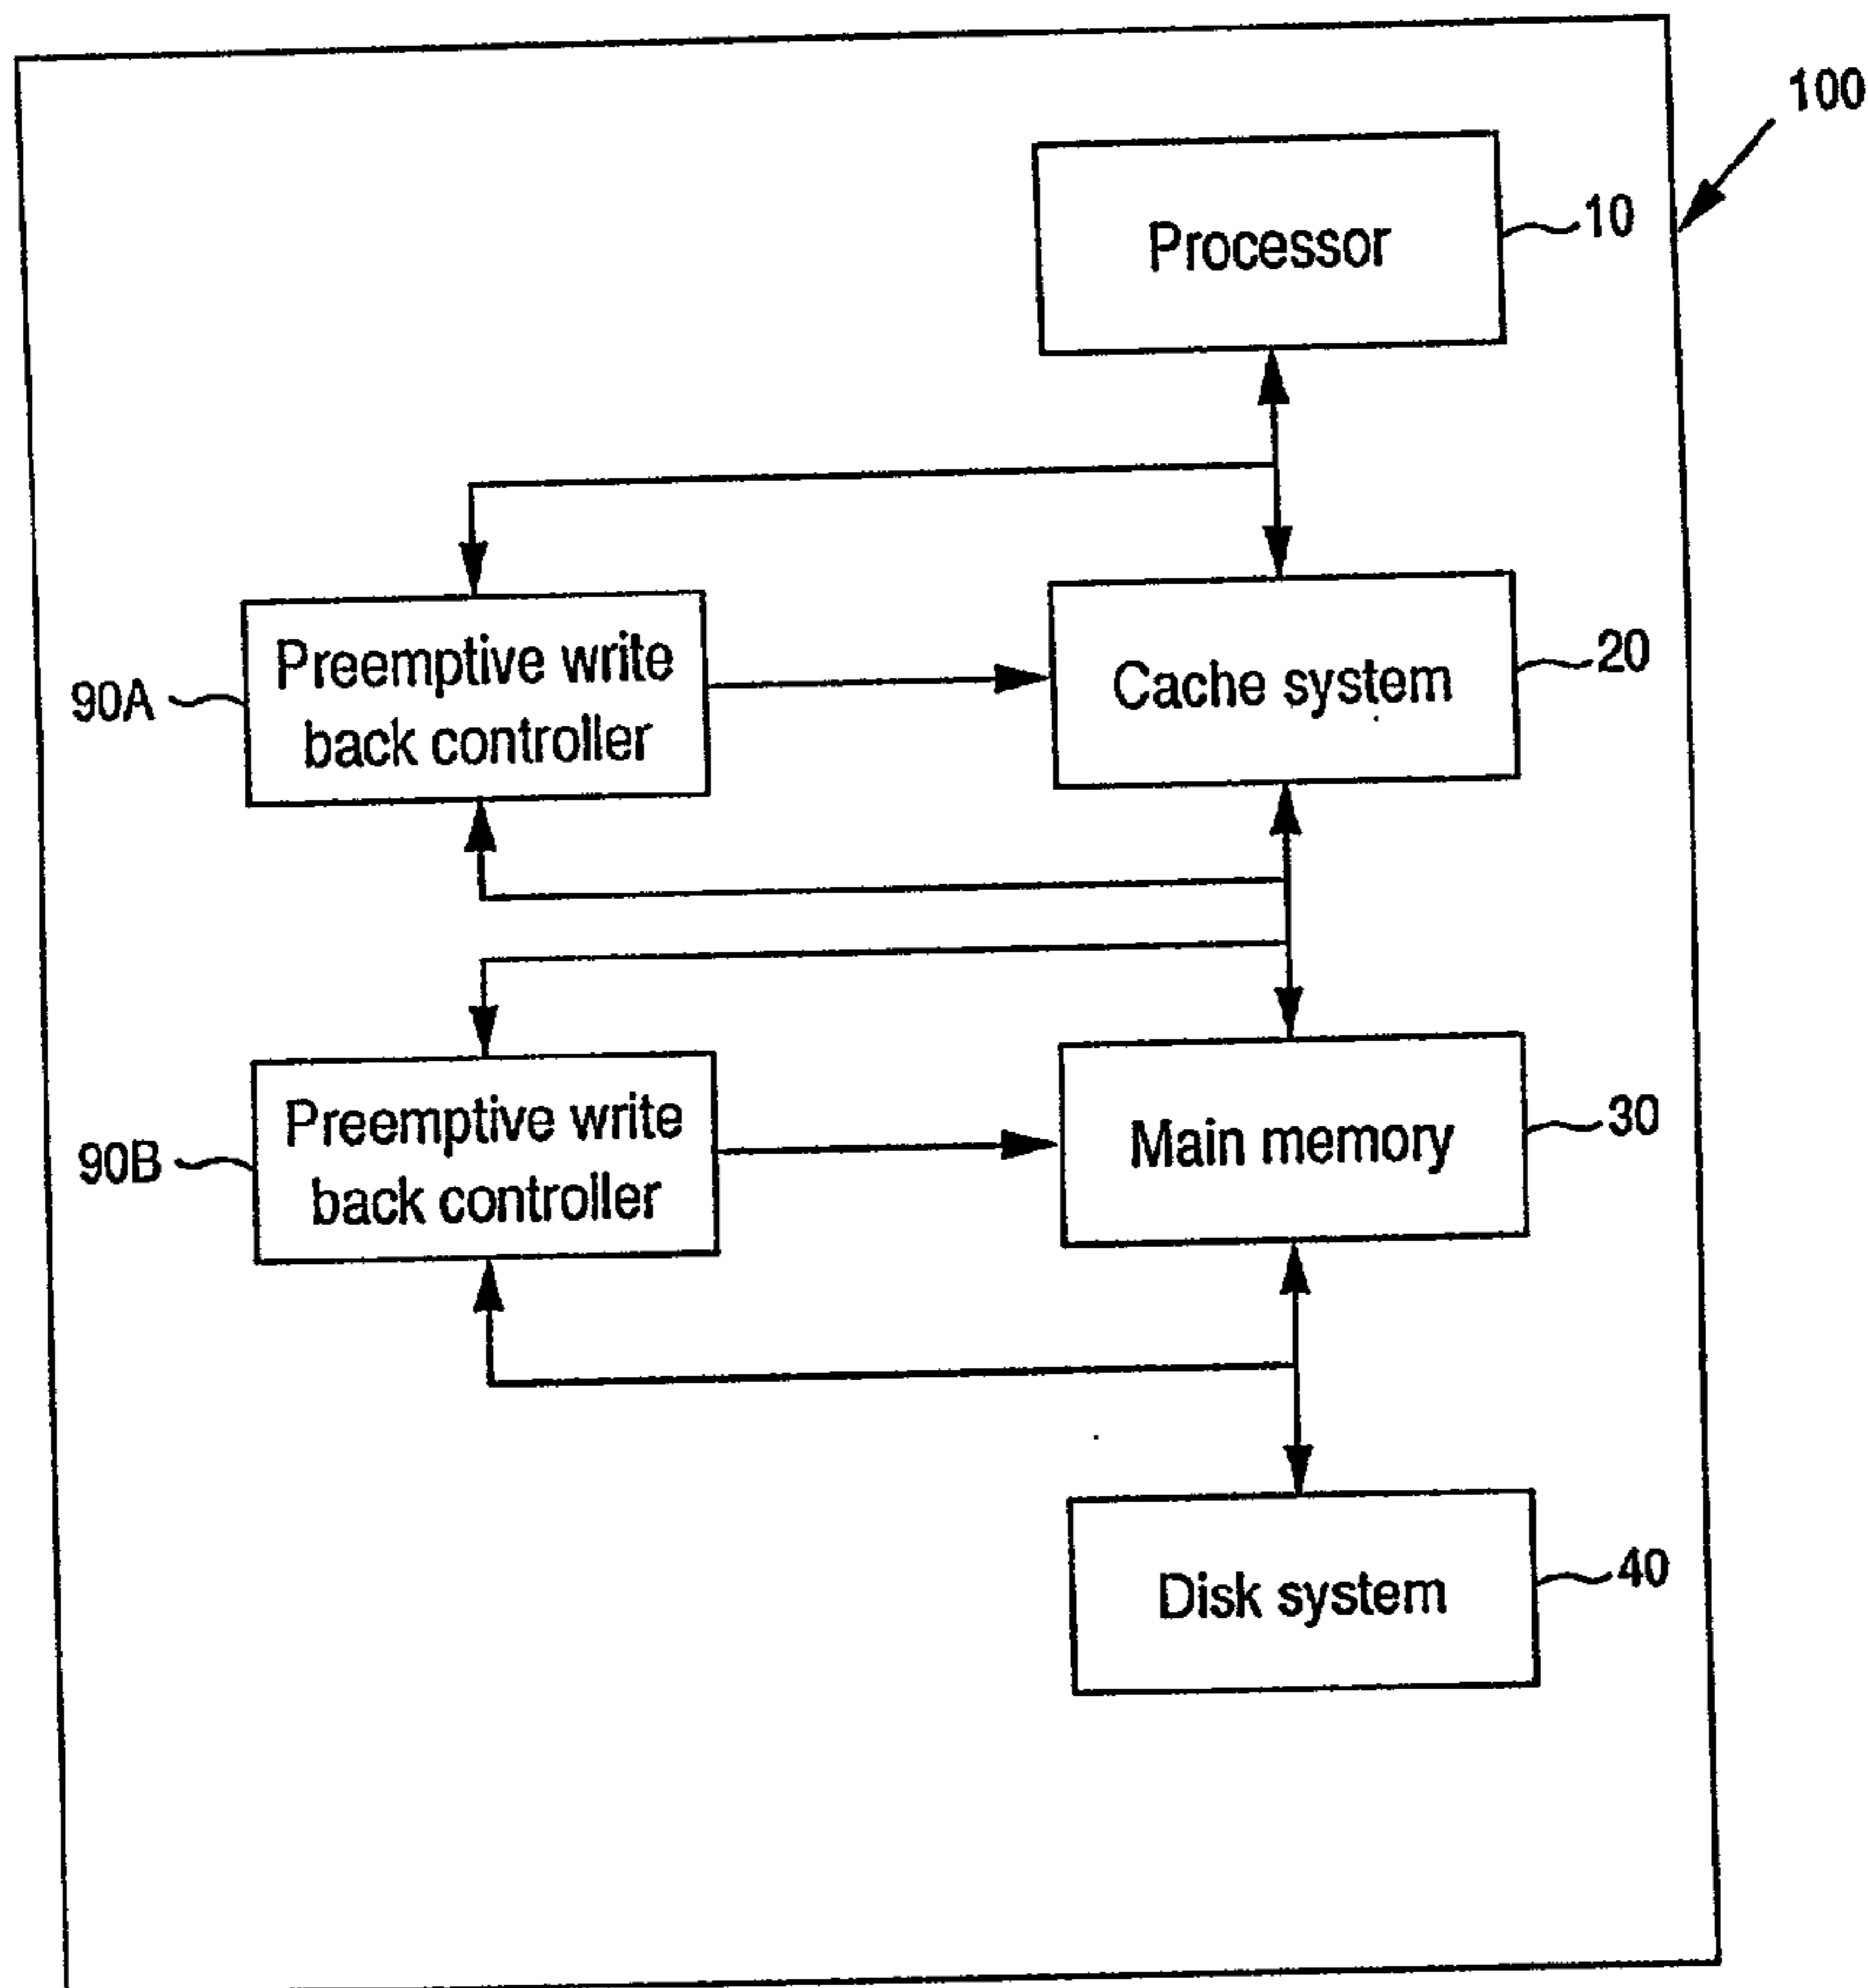 100
Processor
10
Preemptive write
back controller
90A
Cache system
20
Preemptive write
back controller
90B
Main memory
30
Disk system
40